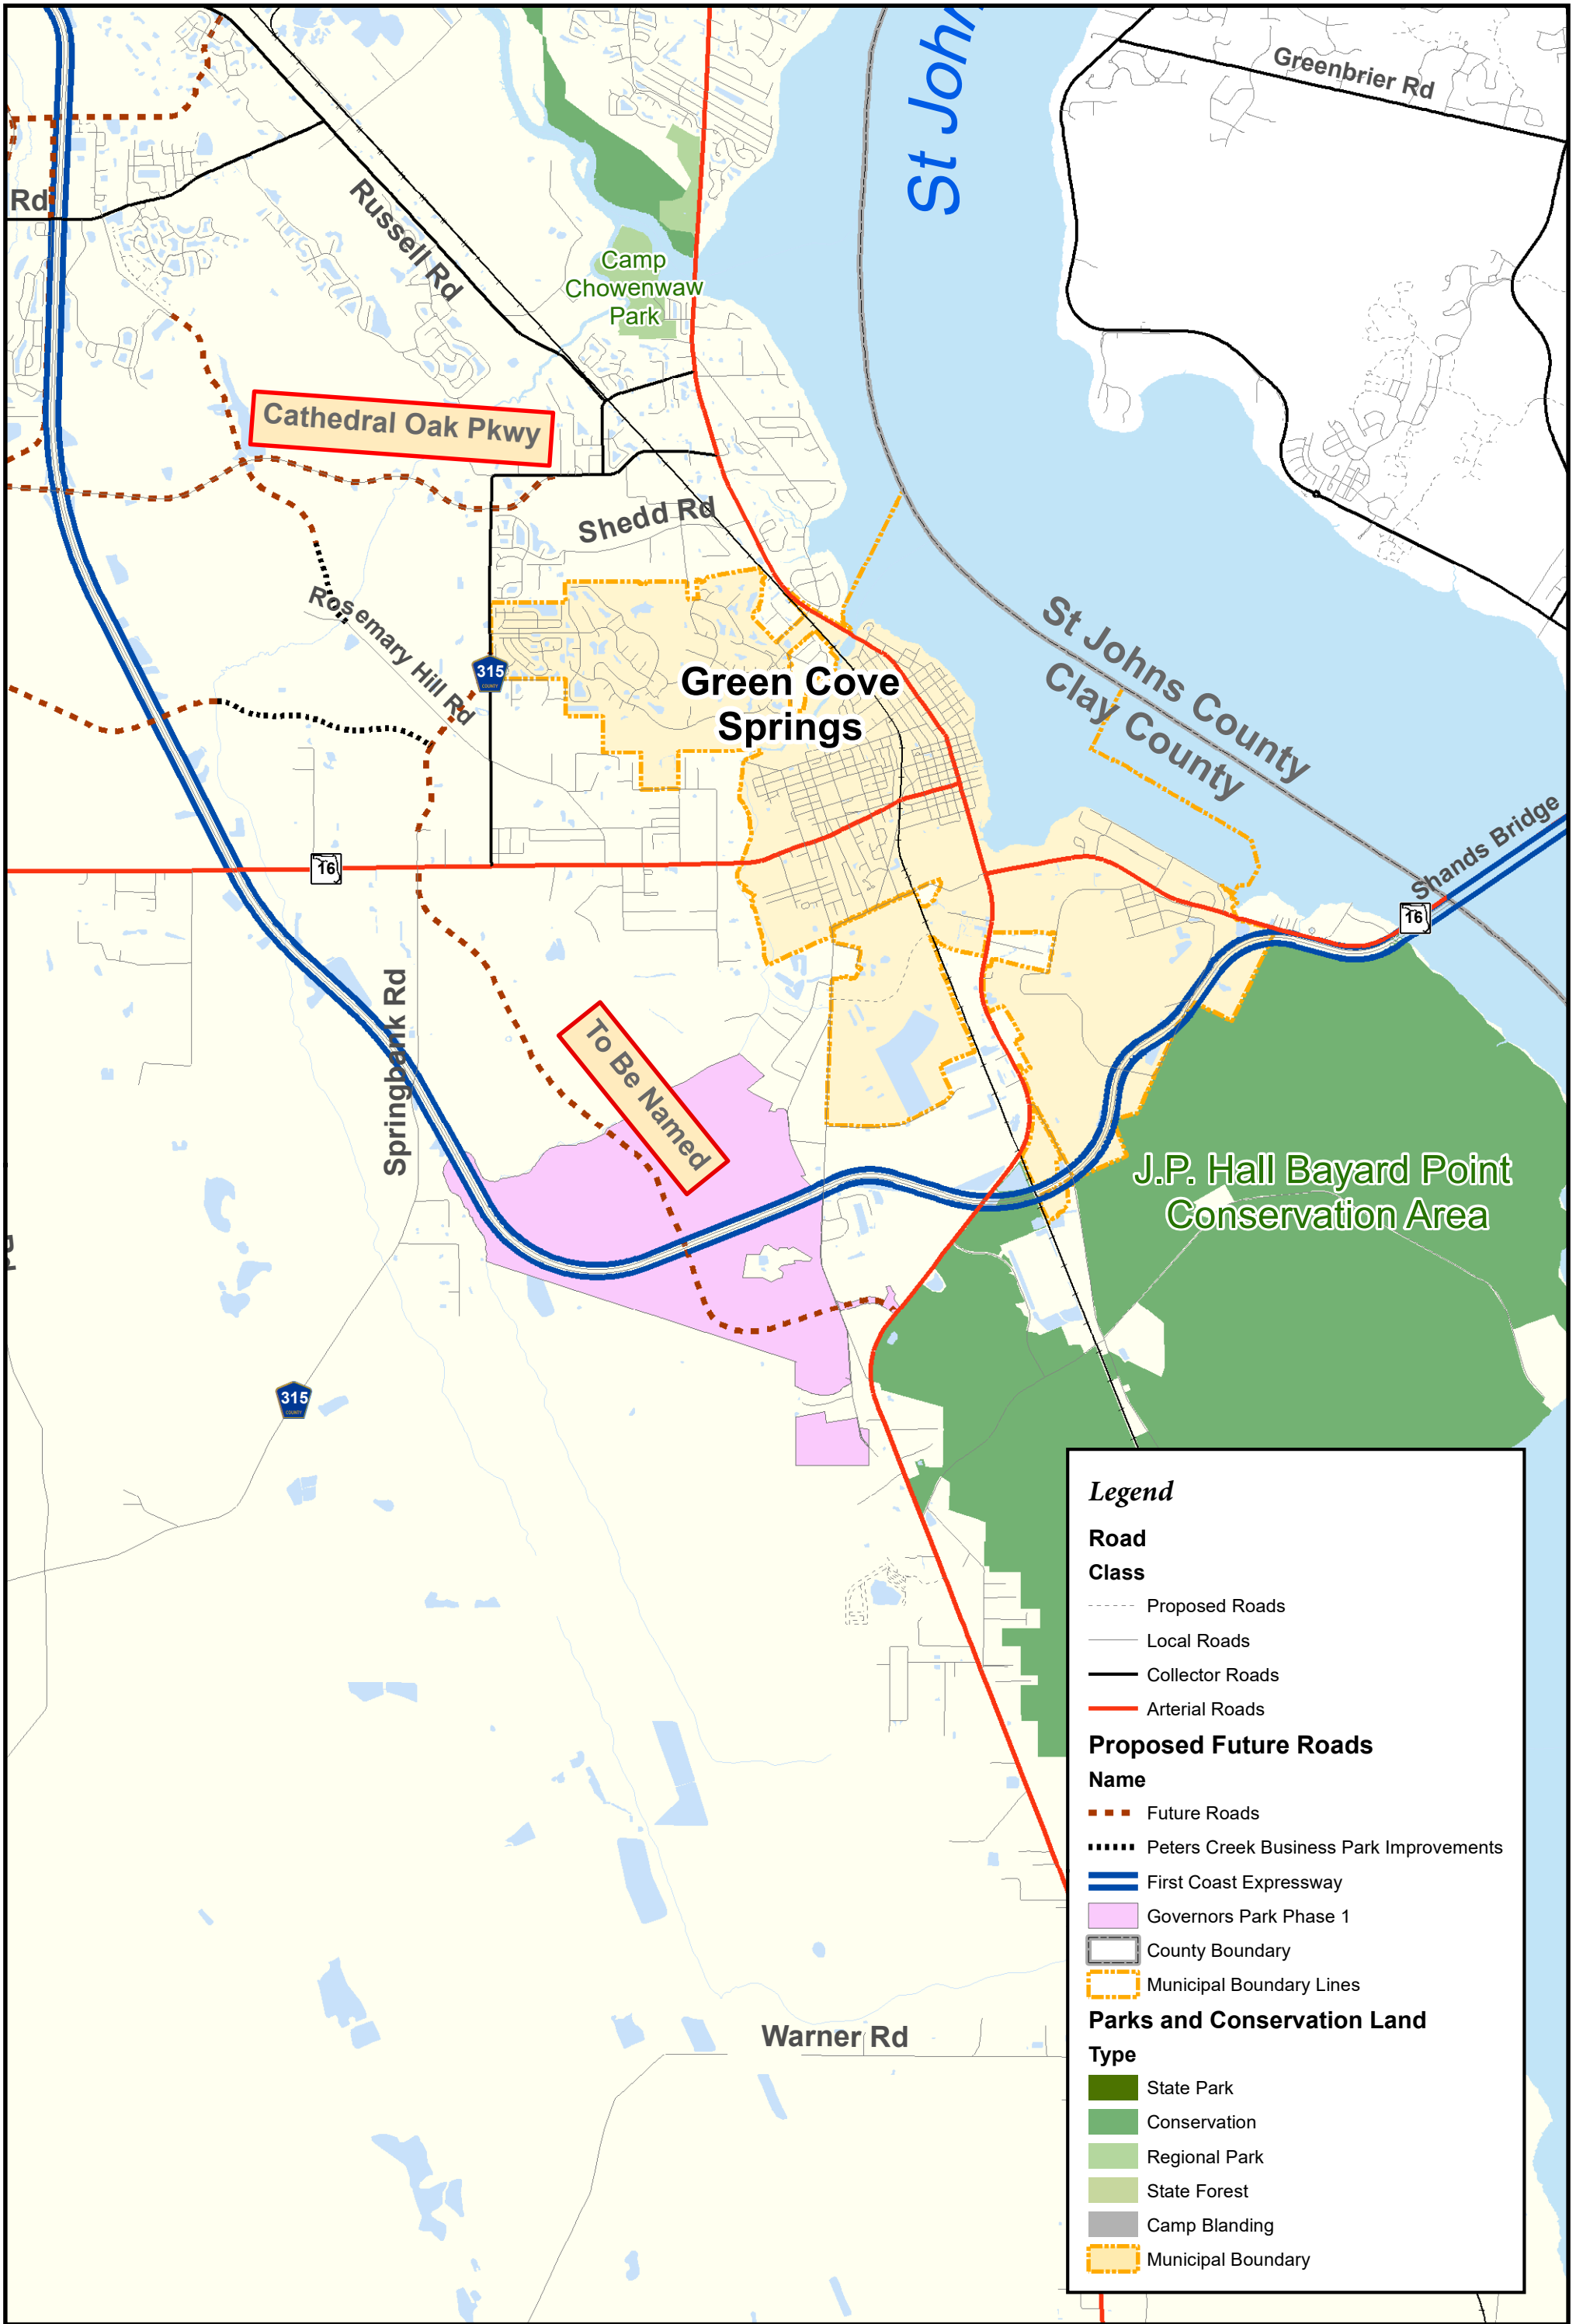 St John
Greenbrier Rd
Rd
Russell Rd
Camp
Chowenwaw
Park
Cathedral Oak Pkwy
Shedd Rd
Rosemary Hill Rd
315
COUNTY
Green Cove
Springs
St Johns County
Clay County
Shands Bridge
16
16
Springbank Rd
To Be Named
J.P. Hall Bayard Point
Conservation Area
315
COUNTY
Warner Rd
Legend
Road
Class
Proposed Roads
Local Roads
Collector Roads
Arterial Roads
Proposed Future Roads
Name
Future Roads
Peters Creek Business Park Improvements
First Coast Expressway
Governors Park Phase 1
County Boundary
Municipal Boundary Lines
Parks and Conservation Land
Type
State Park
Conservation
Regional Park
State Forest
Camp Blanding
Municipal Boundary